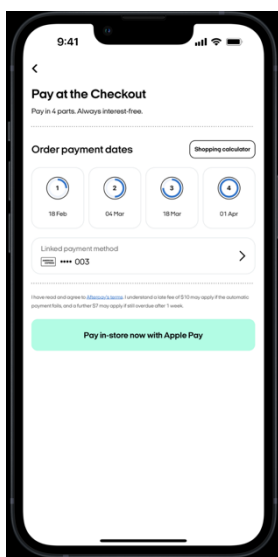 9:41
Pay at the Checkout
Pay in 4 parts. Always interest-free.
Order payment dates
Shopping calculator
1 2 3 4
18 Feb 04 Mar 18 Mar 01 Apr
Linked payment method
•••• 003
I have read and agree to Afterpay's terms. I understand a late fee of $10 may apply if the automatic
payment fails, and a further $7 may apply if still overdue after 1 week.
Pay in-store now with Apple Pay